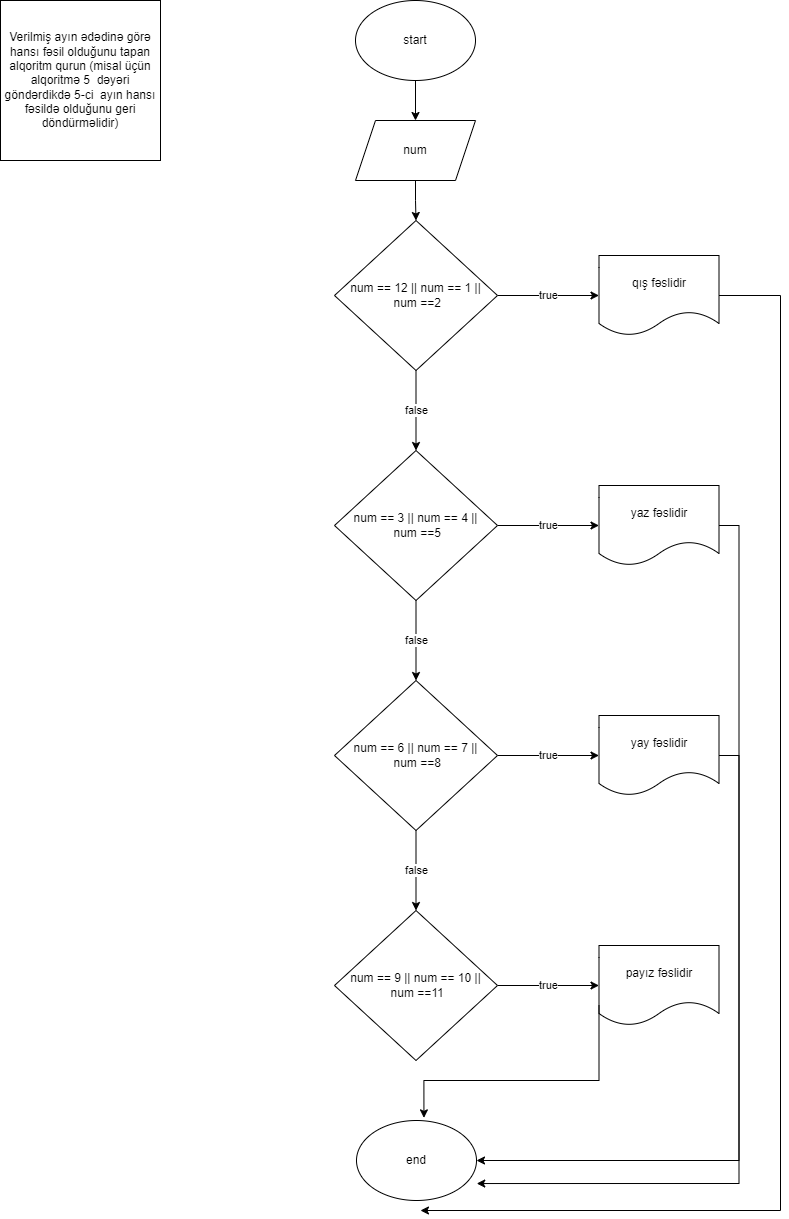 Verilmiş ayın ədədinə görə
hansı fəsil olduğunu tapan
alqoritm qurun (misal üçün
alqoritmə 5  dəyəri
göndərdikdə 5-ci  ayın hansı
fəsildə olduğunu geri
döndürməlidir)
start
num
num == 12 || num == 1 ||
num ==2
true
qış fəslidir
false
num == 3 || num == 4 ||
num ==5
true
yaz fəslidir
false
num == 6 || num == 7 ||
num ==8
true
yay fəslidir
false
num == 9 || num == 10 ||
num ==11
true
payız fəslidir
end